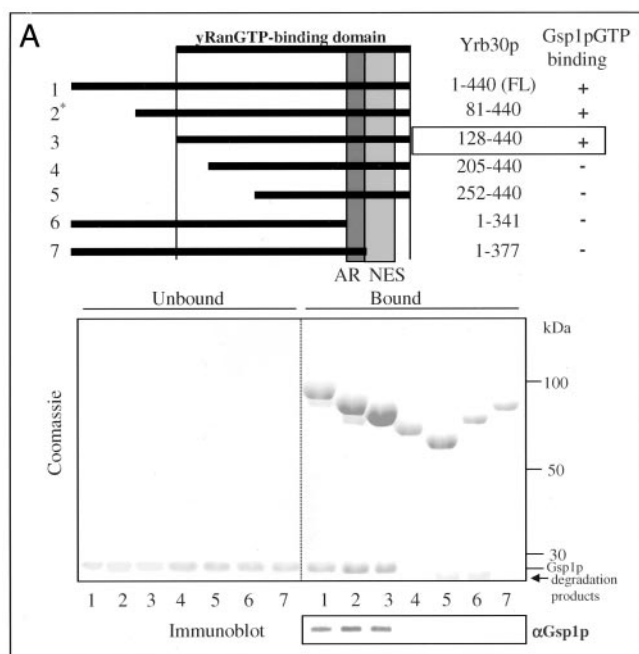 A
yRanGTP-binding domain
Yrb30p
Gsp1pGTP
binding
1 1-440 (FL) +
2* 81-440 +
3 128-440 +
4 205-440 -
5 252-440 -
6 1-341 -
7 1-377 -
AR NES
Unbound Bound
kDa
100
Coomassie
50
30
Gsp1p
degradation
products
1 2 3 4 5 6 7 1 2 3 4 5 6 7
Immunoblot αGsp1p